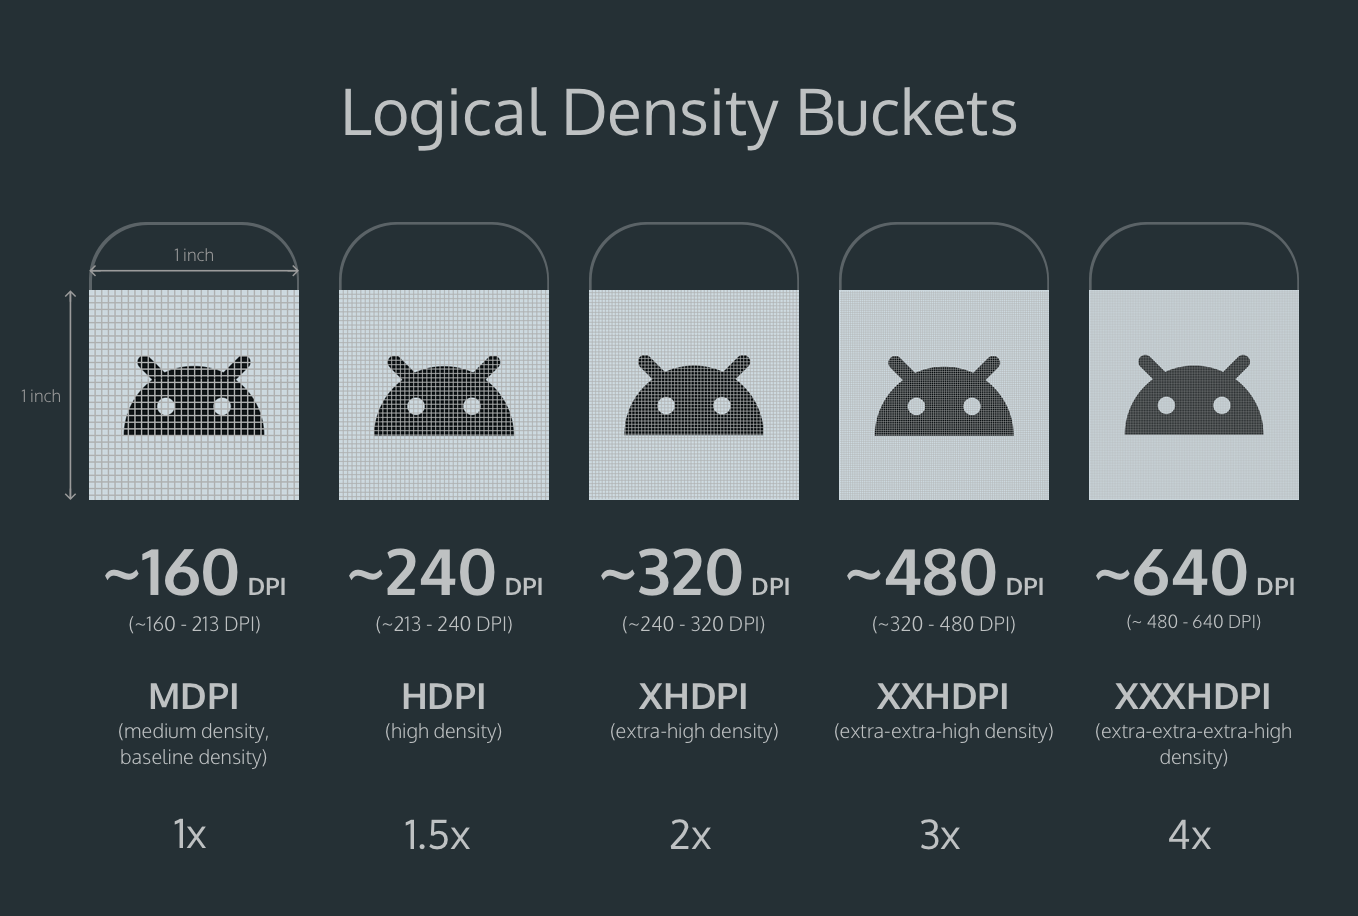 Logical Density Buckets
1 inch
1 inch
~160 DPI
(~160 - 213 DPI)
MDPI
(medium density,
baseline density)
1x
~240 DPI
(~213 - 240 DPI)
HDPI
(high density)
1.5x
~320 DPI
(~240 - 320 DPI)
XHDPI
(extra-high density)
2x
~480 DPI
(~320 - 480 DPI)
XXHDPI
(extra-extra-high density)
3x
~640 DPI
(~ 480 - 640 DPI)
XXXHDPI
(extra-extra-extra-high
density)
4x